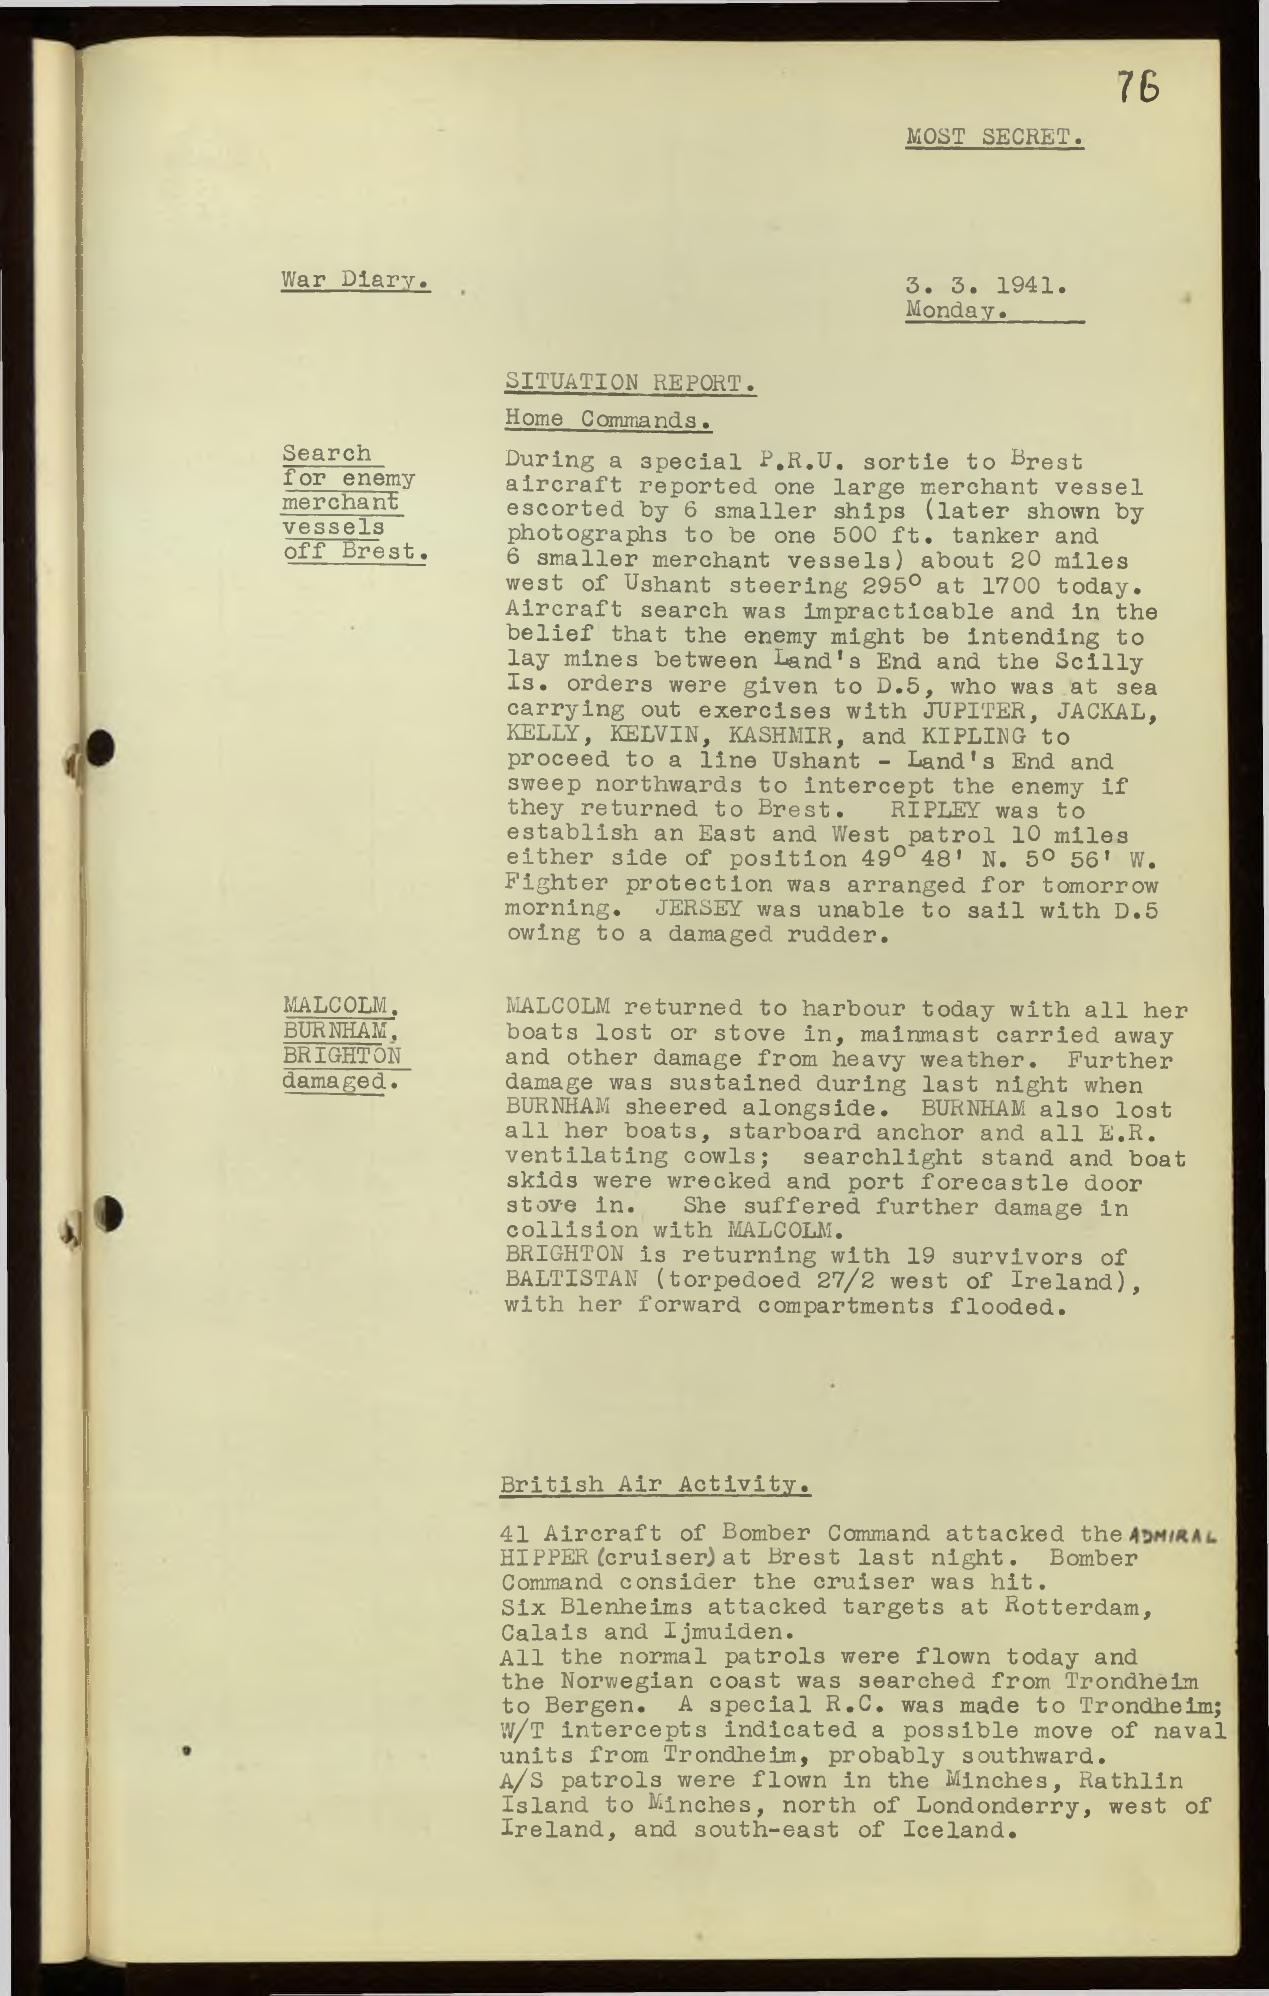 76
MOST SECRET.
War Diary.
3. 3. 1941.
Monday.
SITUATION REPORT.
Home Commands.
Search
for enemy
merchant
vessels
off Brest.
During a special P.R.U. sortie to Brest
aircraft reported one large merchant vessel
escorted by 6 smaller ships (later shown by
photographs to be one 500 ft. tanker and
6 smaller merchant vessels) about 20 miles
west of Ushant steering 295° at 1700 today.
Aircraft search was impracticable and in the
belief that the enemy might be intending to
lay mines between Land's End and the Scilly
Is. orders were given to D.5, who was at sea
carrying out exercises with JUPITER, JACKAL,
KELLY, KELVIN, KASHMIR, and KIPLING to
proceed to a line Ushant - Land's End and
sweep northwards to intercept the enemy if
they returned to Brest. RIPLEY was to
establish an East and West patrol 10 miles
either side of position 49° 48' N. 5° 56' W.
Fighter protection was arranged for tomorrow
morning. JERSEY was unable to sail with D.5
owing to a damaged rudder.
MALCOLM,
BURNHAM,
BRIGHTON
damaged.
MALCOLM returned to harbour today with all her
boats lost or stove in, mainmast carried away
and other damage from heavy weather. Further
damage was sustained during last night when
BURNHAM sheered alongside. BURNHAM also lost
all her boats, starboard anchor and all E.R.
ventilating cowls; searchlight stand and boat
skids were wrecked and port forecastle door
stove in. She suffered further damage in
collision with MALCOLM.
BRIGHTON is returning with 19 survivors of
BALTISTAN (torpedoed 27/2 west of Ireland),
with her forward compartments flooded.
British Air Activity.
41 Aircraft of Bomber Command attacked the ADMIRAL
HIPPER (cruiser) at Brest last night. Bomber
Command consider the cruiser was hit.
Six Blenheims attacked targets at Rotterdam,
Calais and Ijmuiden.
All the normal patrols were flown today and
the Norwegian coast was searched from Trondheim
to Bergen. A special R.C. was made to Trondheim;
W/T intercepts indicated a possible move of naval
units from Trondheim, probably southward.
A/S patrols were flown in the Minches, Rathlin
Island to Minches, north of Londonderry, west of
Ireland, and south-east of Iceland.